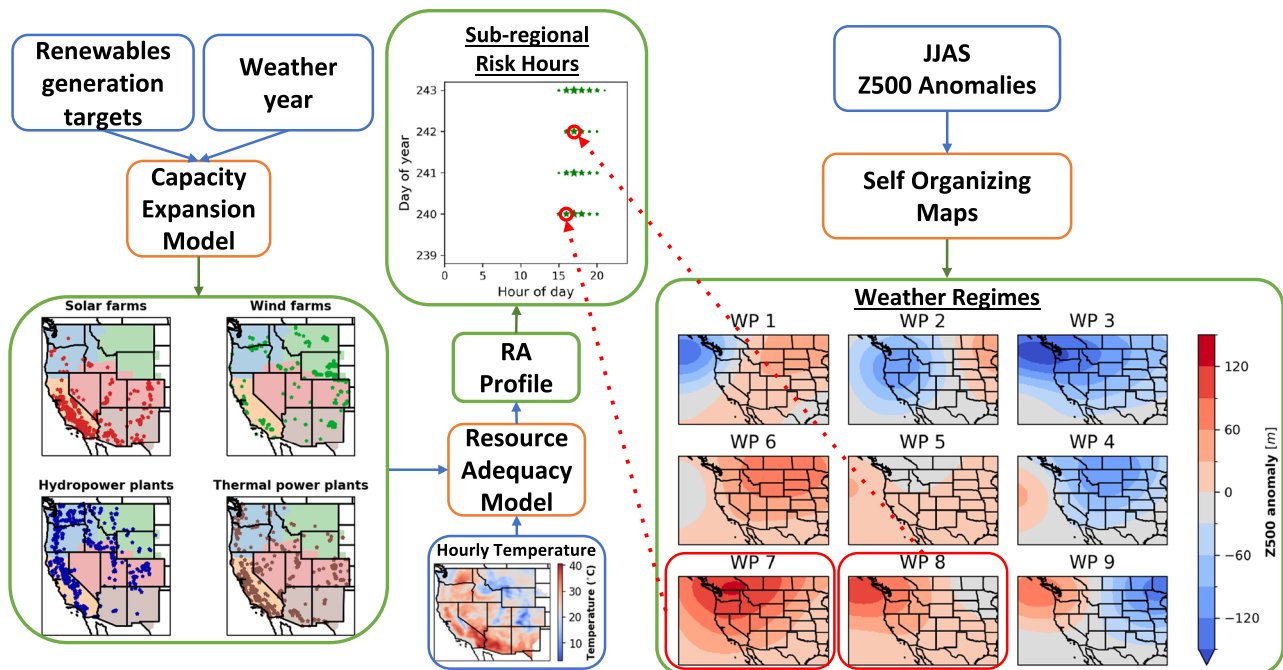 Renewables
generation
targets
Weather
year
Capacity
Expansion
Model
Solar farms
Wind farms
Hydropower plants
Thermal power plants
Sub-regional
Risk Hours
Day of year
243
242
241
240
239
0
5
10
15
20
Hour of day
RA
Profile
Resource
Adequacy
Model
Hourly Temperature
40
30
20
10
Temperature (°C)
JJAS
Z500 Anomalies
Self Organizing
Maps
Weather Regimes
WP 1
WP 2
WP 3
WP 6
WP 5
WP 4
WP 7
WP 8
WP 9
120
60
0
−60
−120
Z500 anomaly [m]